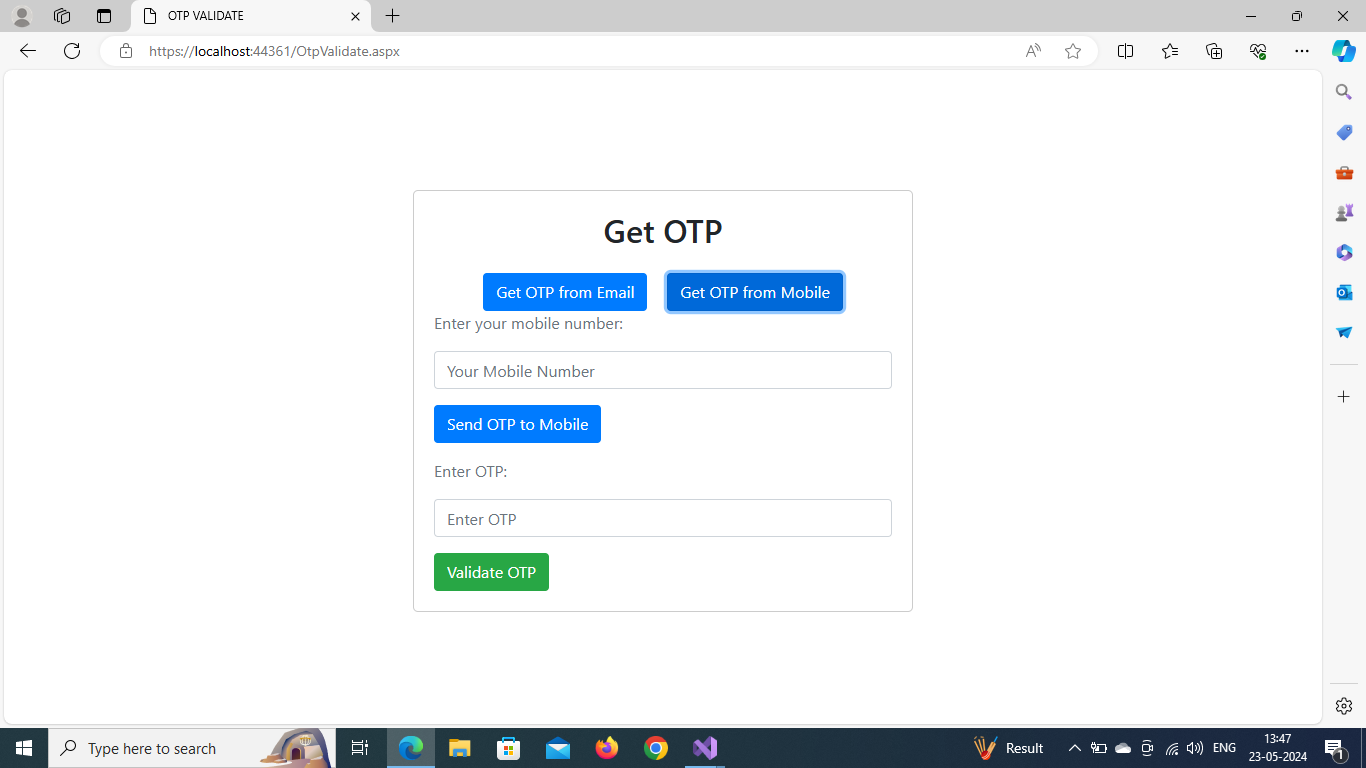 OTP VALIDATE
https://localhost:44361/OtpValidate.aspx
Get OTP
Get OTP from Email Get OTP from Mobile
Enter your mobile number:
Your Mobile Number
Send OTP to Mobile
Enter OTP:
Enter OTP
Validate OTP
Type here to search Result ENG 13:47
23-05-2024 1